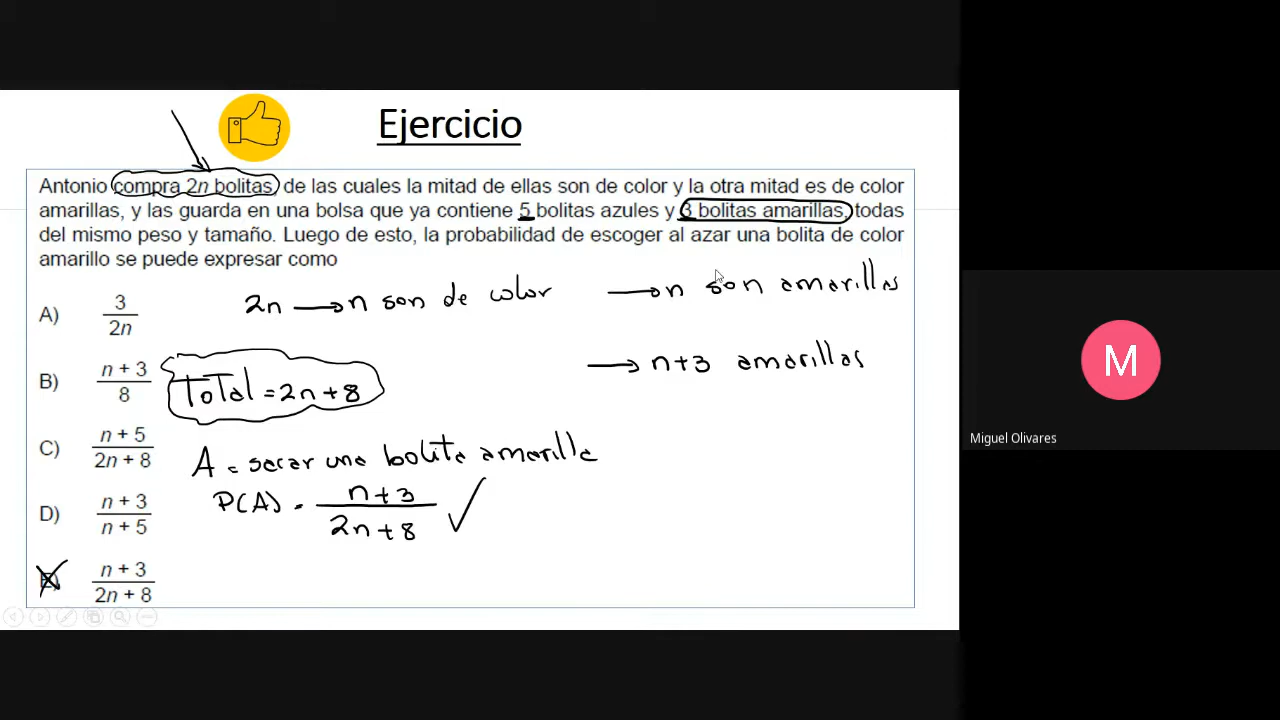 Ejercicio
Antonio compra 2n bolitas, de las cuales la mitad de ellas son de color y la otra mitad es de color
amarillas, y las guarda en una bolsa que ya contiene 5 bolitas azules y 3 bolitas amarillas, todas
del mismo peso y tamaño. Luego de esto, la probabilidad de escoger al azar una bolita de color
amarillo se puede expresar como
2n → n son de color → n son amarillas
A) 3/2n
→ n+3 amarillas
B) n + 3/8
Total = 2n+8
C) n + 5/2n + 8
A = sacar una bolita amarilla
D) n + 3/n + 5
P(A) = n+3/2n+8 ✓
E) n + 3/2n + 8
M
Miguel Olivares